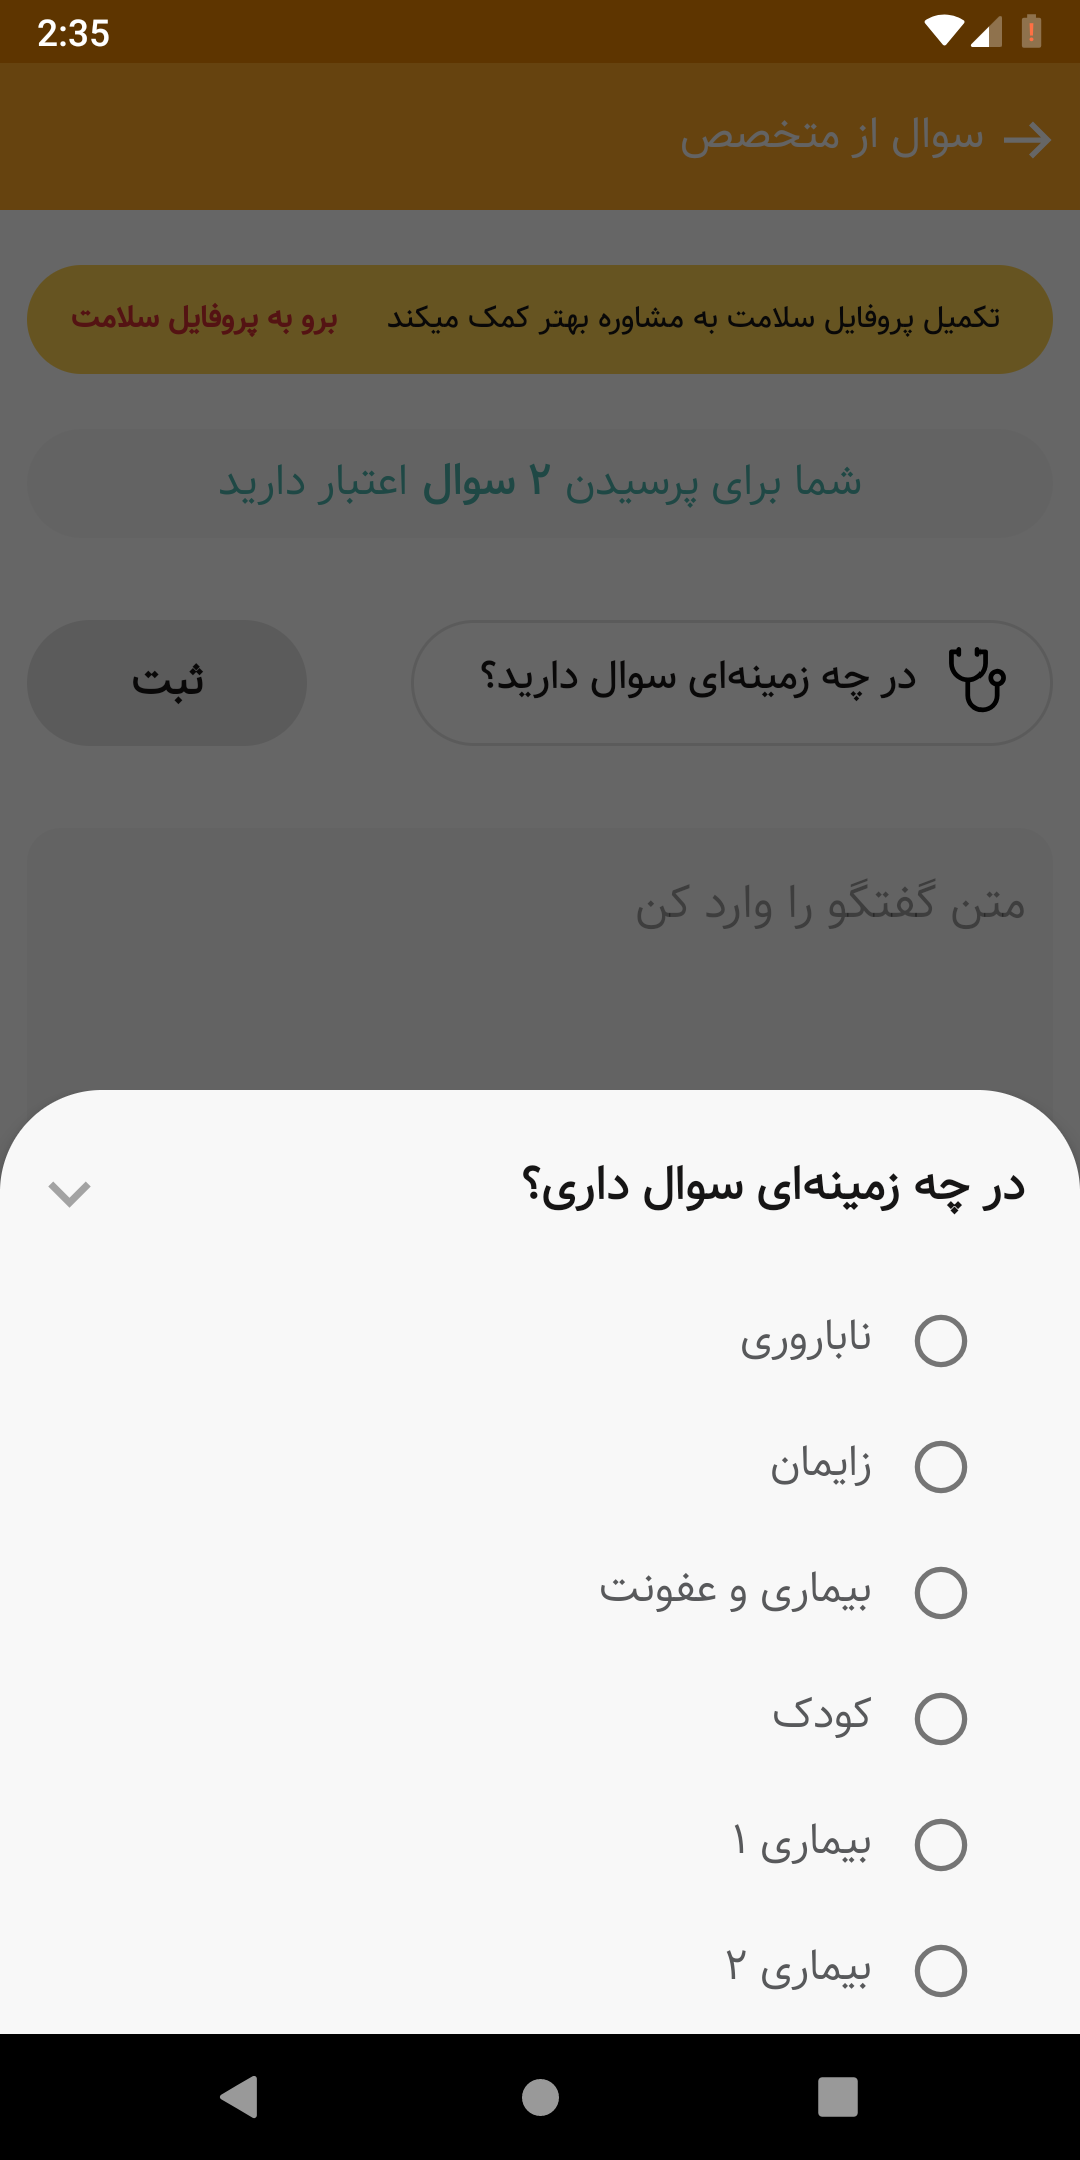 2:35
سوال از متخصص
تکمیل پروفایل سلامت به مشاوره بهتر کمک میکند برو به پروفایل سلامت
شما برای پرسیدن ۲ سوال اعتبار دارید
در چه زمینه‌ای سوال دارید؟
ثبت
متن گفتگو را وارد کن
در چه زمینه‌ای سوال داری؟
ناباروری
زایمان
بیماری و عفونت
کودک
بیماری ۱
بیماری ۲